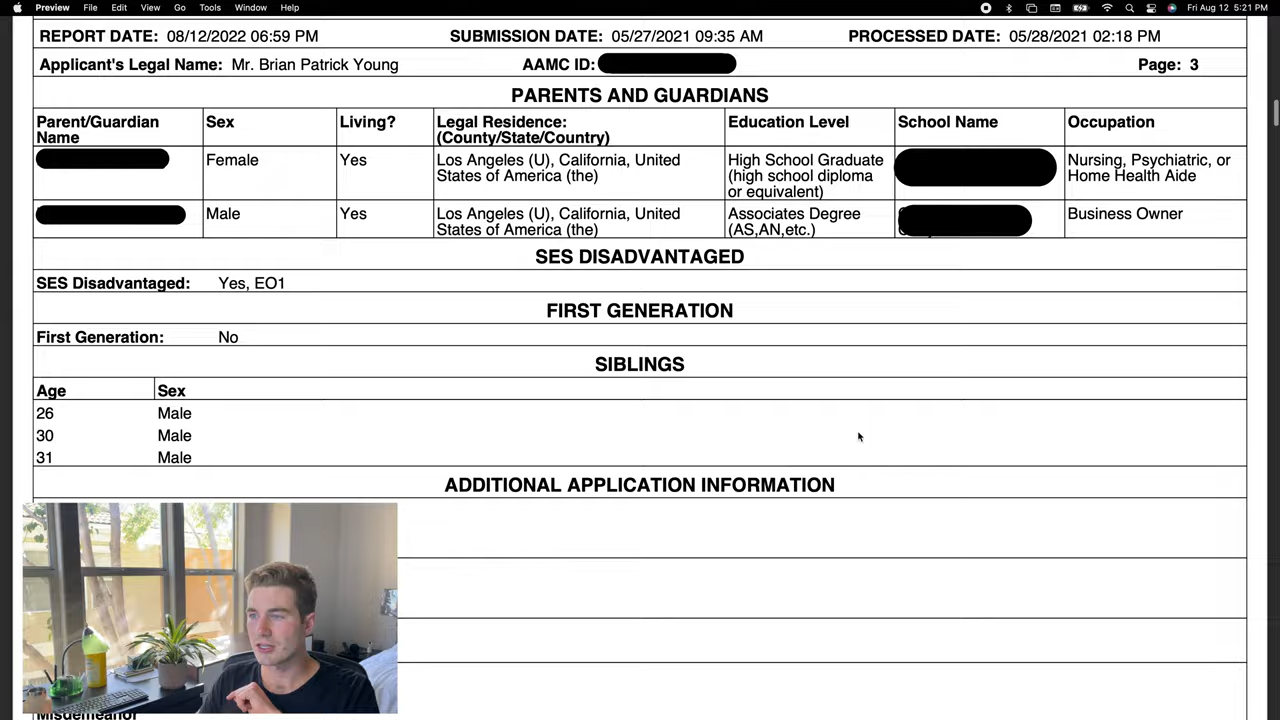 Preview File Edit View Go Tools Window Help Fri Aug 12 5:21 PM
REPORT DATE: 08/12/2022 06:59 PM SUBMISSION DATE: 05/27/2021 09:35 AM PROCESSED DATE: 05/28/2021 02:18 PM
Applicant's Legal Name: Mr. Brian Patrick Young AAMC ID: Page: 3
PARENTS AND GUARDIANS
Parent/Guardian Name Sex Living? Legal Residence: (County/State/Country) Education Level School Name Occupation
Female Yes Los Angeles (U), California, United States of America (the) High School Graduate (high school diploma or equivalent) Nursing, Psychiatric, or Home Health Aide
Male Yes Los Angeles (U), California, United States of America (the) Associates Degree (AS,AN,etc.) Business Owner
SES DISADVANTAGED
SES Disadvantaged: Yes, EO1
FIRST GENERATION
First Generation: No
SIBLINGS
Age Sex
26 Male
30 Male
31 Male
ADDITIONAL APPLICATION INFORMATION
Misdemeanor